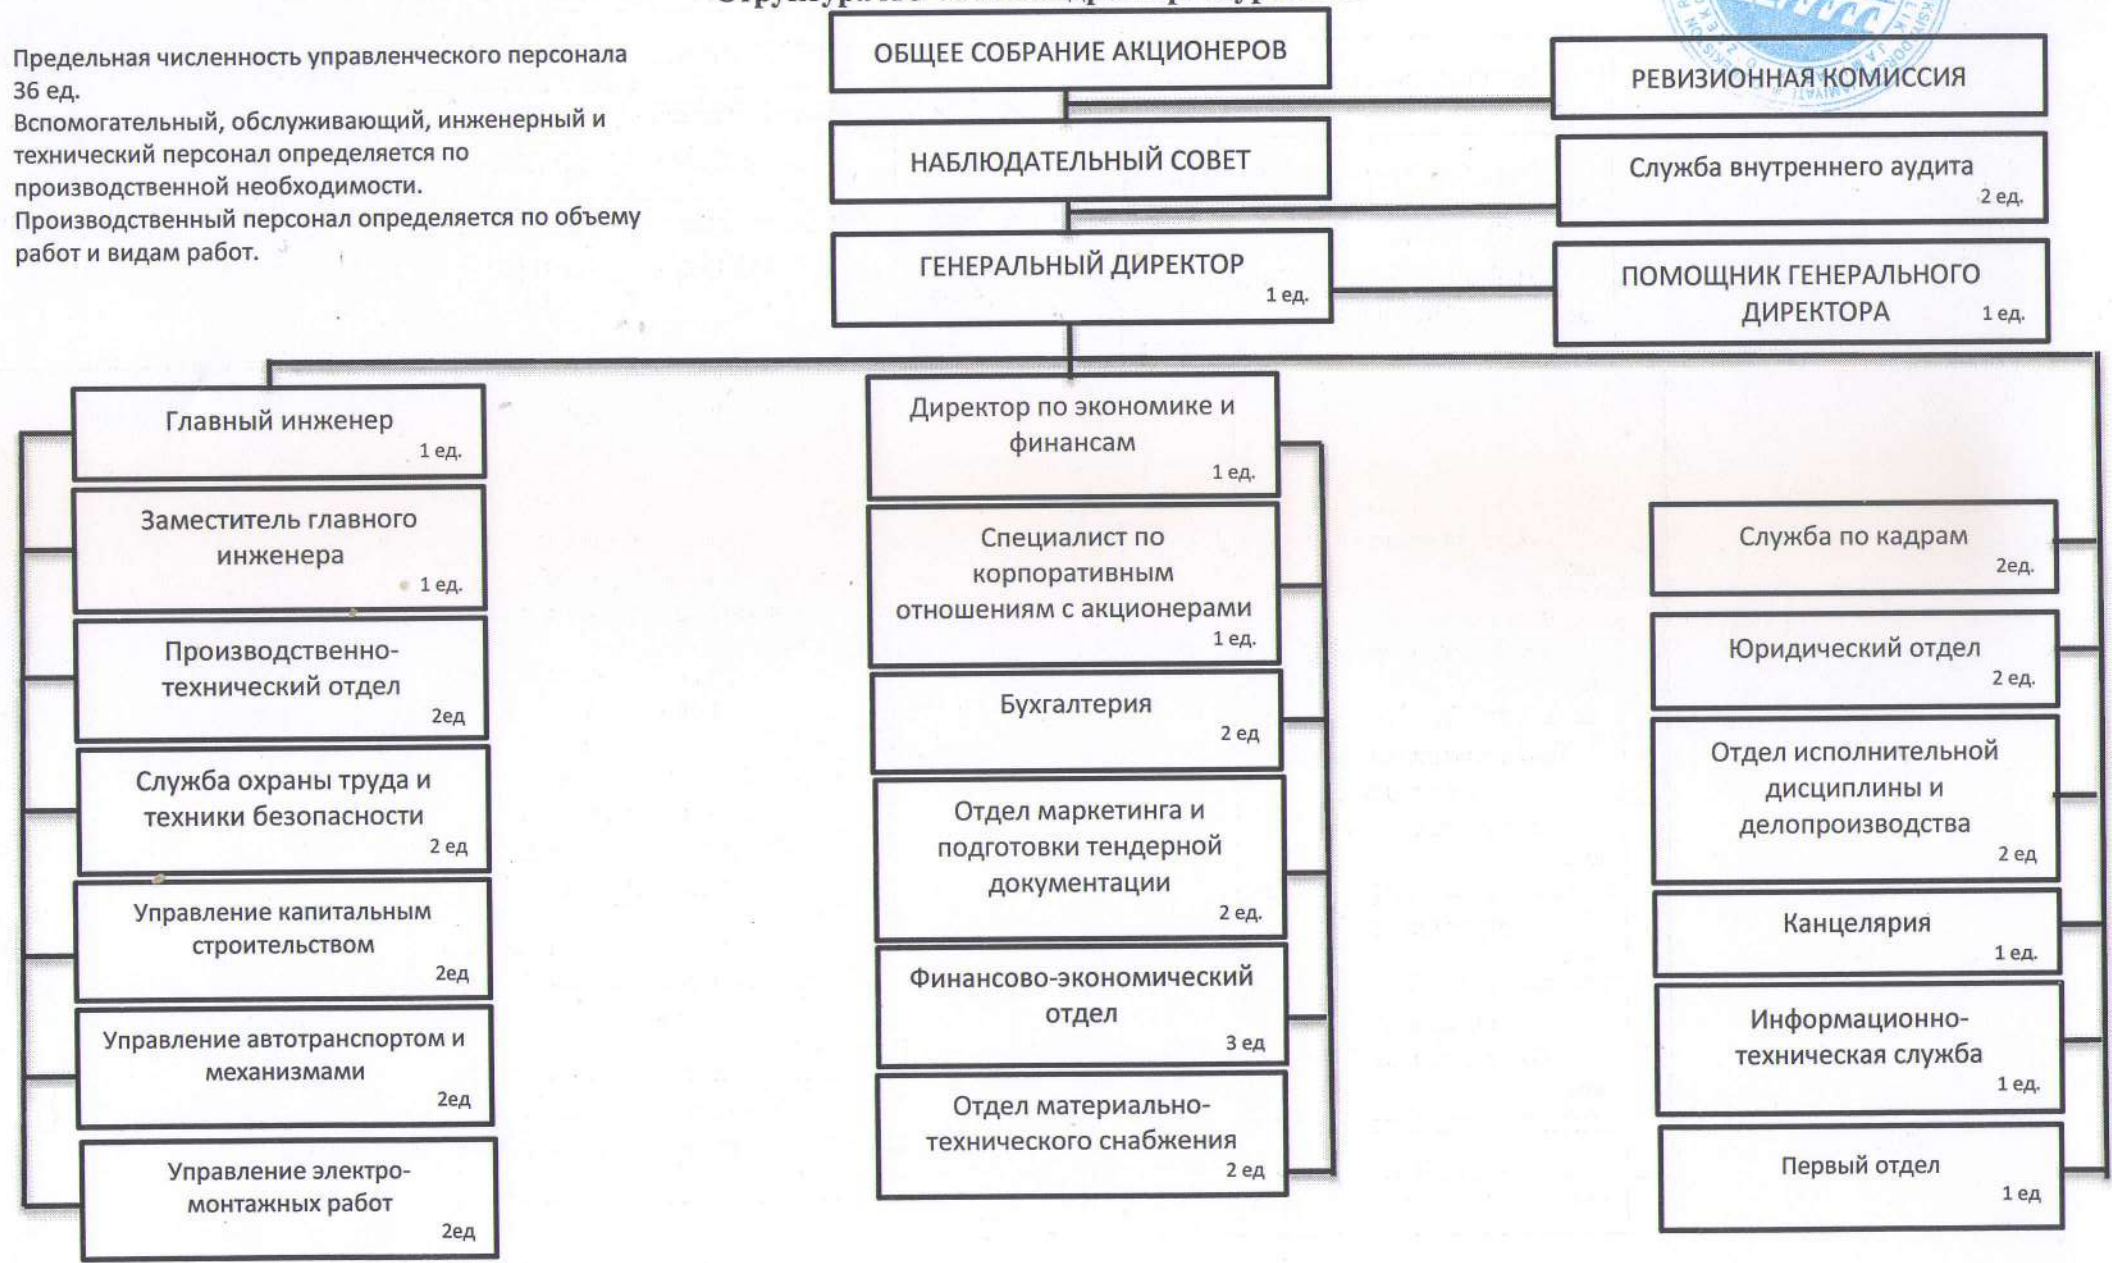 Предельная численность управленческого персонала
36 ед.
Вспомогательный, обслуживающий, инженерный и
технический персонал определяется по
производственной необходимости.
Производственный персонал определяется по объему
работ и видам работ.
ОБЩЕЕ СОБРАНИЕ АКЦИОНЕРОВ
РЕВИЗИОННАЯ КОМИССИЯ
НАБЛЮДАТЕЛЬНЫЙ СОВЕТ
Служба внутреннего аудита
2 ед.
ГЕНЕРАЛЬНЫЙ ДИРЕКТОР
1 ед.
ПОМОЩНИК ГЕНЕРАЛЬНОГО
ДИРЕКТОРА 1 ед.
Главный инженер
1 ед.
Заместитель главного
инженера
1 ед.
Производственно-
технический отдел
2ед
Служба охраны труда и
техники безопасности
2 ед
Управление капитальным
строительством
2ед
Управление автотранспортом и
механизмами
2ед
Управление электро-
монтажных работ
2ед
Директор по экономике и
финансам
1 ед.
Специалист по
корпоративным
отношениям с акционерами
1 ед.
Бухгалтерия
2 ед
Отдел маркетинга и
подготовки тендерной
документации
2 ед.
Финансово-экономический
отдел
3 ед
Отдел материально-
технического снабжения
2 ед
Служба по кадрам
2ед.
Юридический отдел
2 ед.
Отдел исполнительной
дисциплины и
делопроизводства
2 ед
Канцелярия
1 ед.
Информационно-
техническая служба
1 ед.
Первый отдел
1 ед